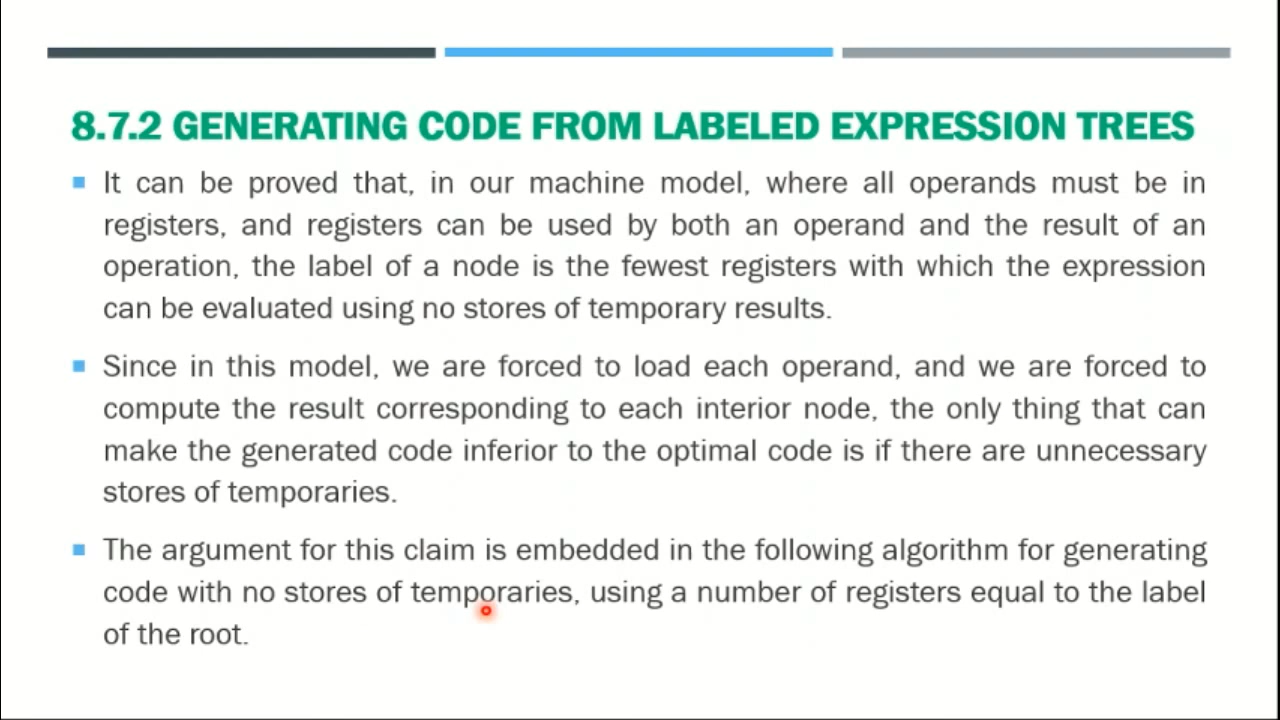 8.7.2 GENERATING CODE FROM LABELED EXPRESSION TREES
It can be proved that, in our machine model, where all operands must be in
registers, and registers can be used by both an operand and the result of an
operation, the label of a node is the fewest registers with which the expression
can be evaluated using no stores of temporary results.
Since in this model, we are forced to load each operand, and we are forced to
compute the result corresponding to each interior node, the only thing that can
make the generated code inferior to the optimal code is if there are unnecessary
stores of temporaries.
The argument for this claim is embedded in the following algorithm for generating
code with no stores of temporaries, using a number of registers equal to the label
of the root.